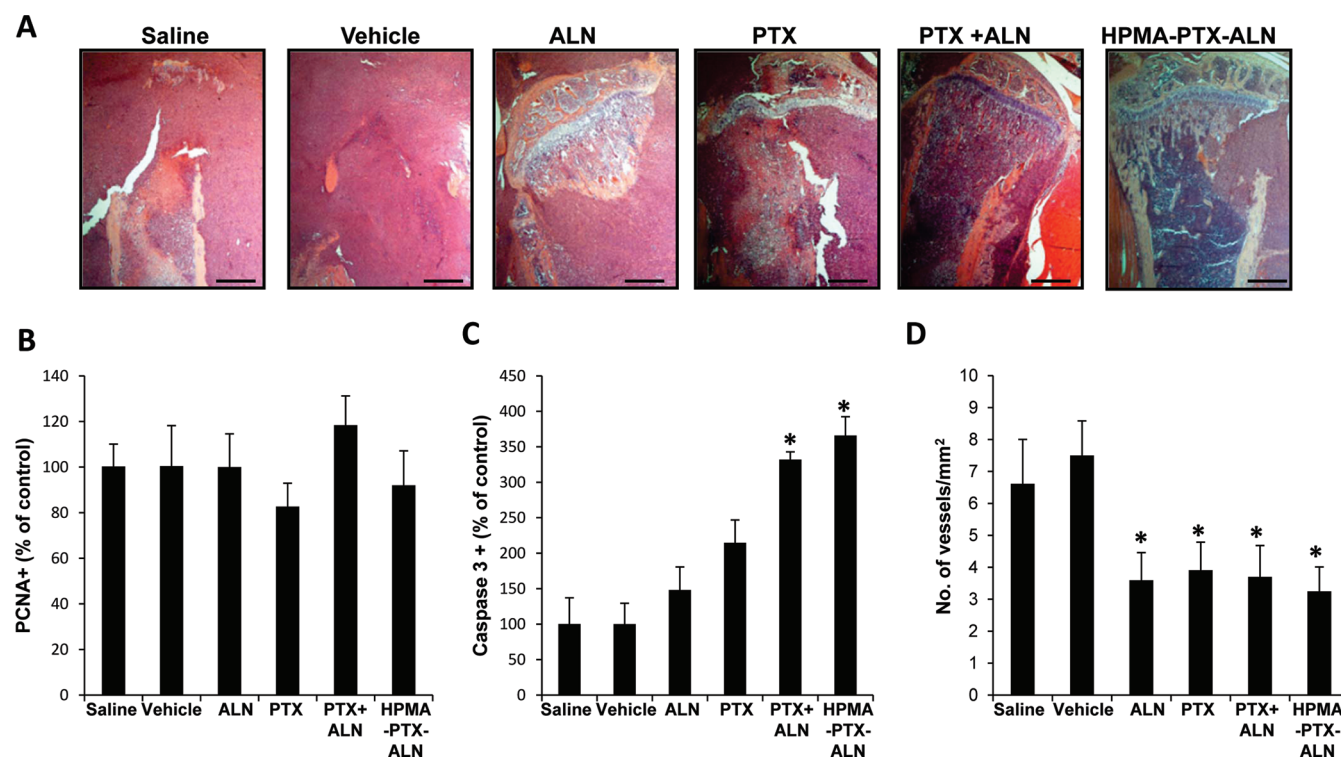 A
Saline Vehicle ALN PTX PTX +ALN HPMA-PTX-ALN
B
PCNA+ (% of control)
140
120
100
80
60
40
20
0
Saline Vehicle ALN PTX PTX+ HPMA
ALN -PTX-
ALN
C
Caspase 3 + (% of control)
450
400
350
300
250
200
150
100
50
0
* *
Saline Vehicle ALN PTX PTX+ HPMA
ALN -PTX-
ALN
D
No. of vessels/mm²
10
9
8
7
6
5
4
3
2
1
0
* * * *
Saline Vehicle ALN PTX PTX+ HPMA
ALN -PTX-
ALN